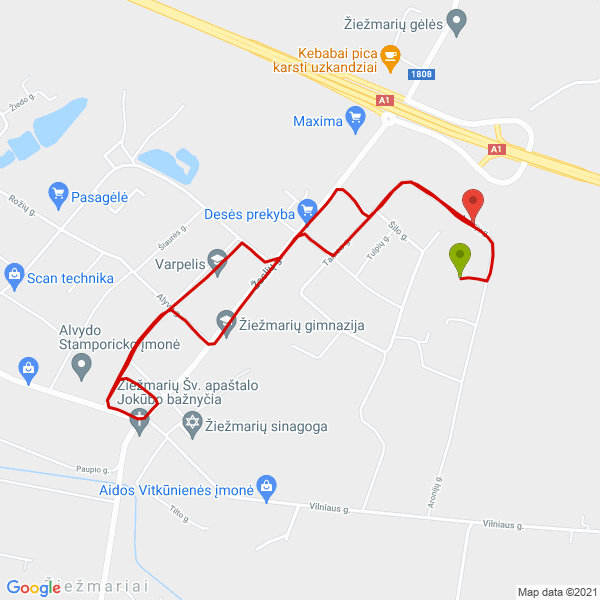 Žiežmarių gėlės
Kebabai pica
karsti uzkandziai
1808
A1
Žiedo g.
Maxima
A1
Rožių g.
Pasagėlė
Desės prekyba
Šilo g.
Šiaurės g.
Tulpių g.
Varpelis
Scan technika
Alyvų g.
Žiežmarių gimnazija
Alvydo
Stamporicko įmonė
Žiežmarių Šv. apaštalo
Jokūbo bažnyčia
Žiežmarių sinagoga
Paupio g.
Aidos Vitkūnienės įmonė
Aronijų g.
Tilto g.
Vilniaus g.
Vilniaus g.
Žiežmariai
Google
Map data ©2021